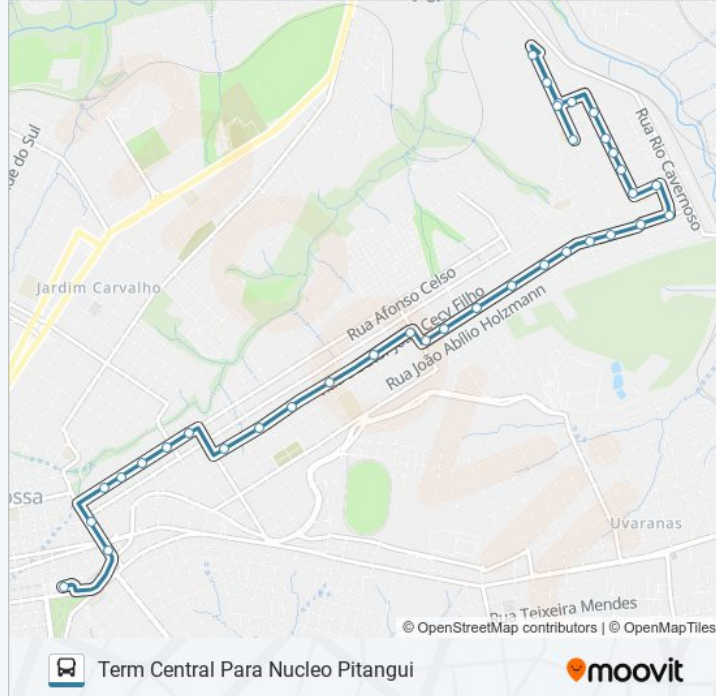 de do Sul
Rua Rio Cavernoso
Jardim Carvalho
Rua Afonso Celso
Cecy Filho
Rua João Abílio Holzmann
ossa
Uvaranas
Rua Teixeira Mendes
© OpenStreetMap contributors | © OpenMapTiles
Term Central Para Nucleo Pitangui
moovit